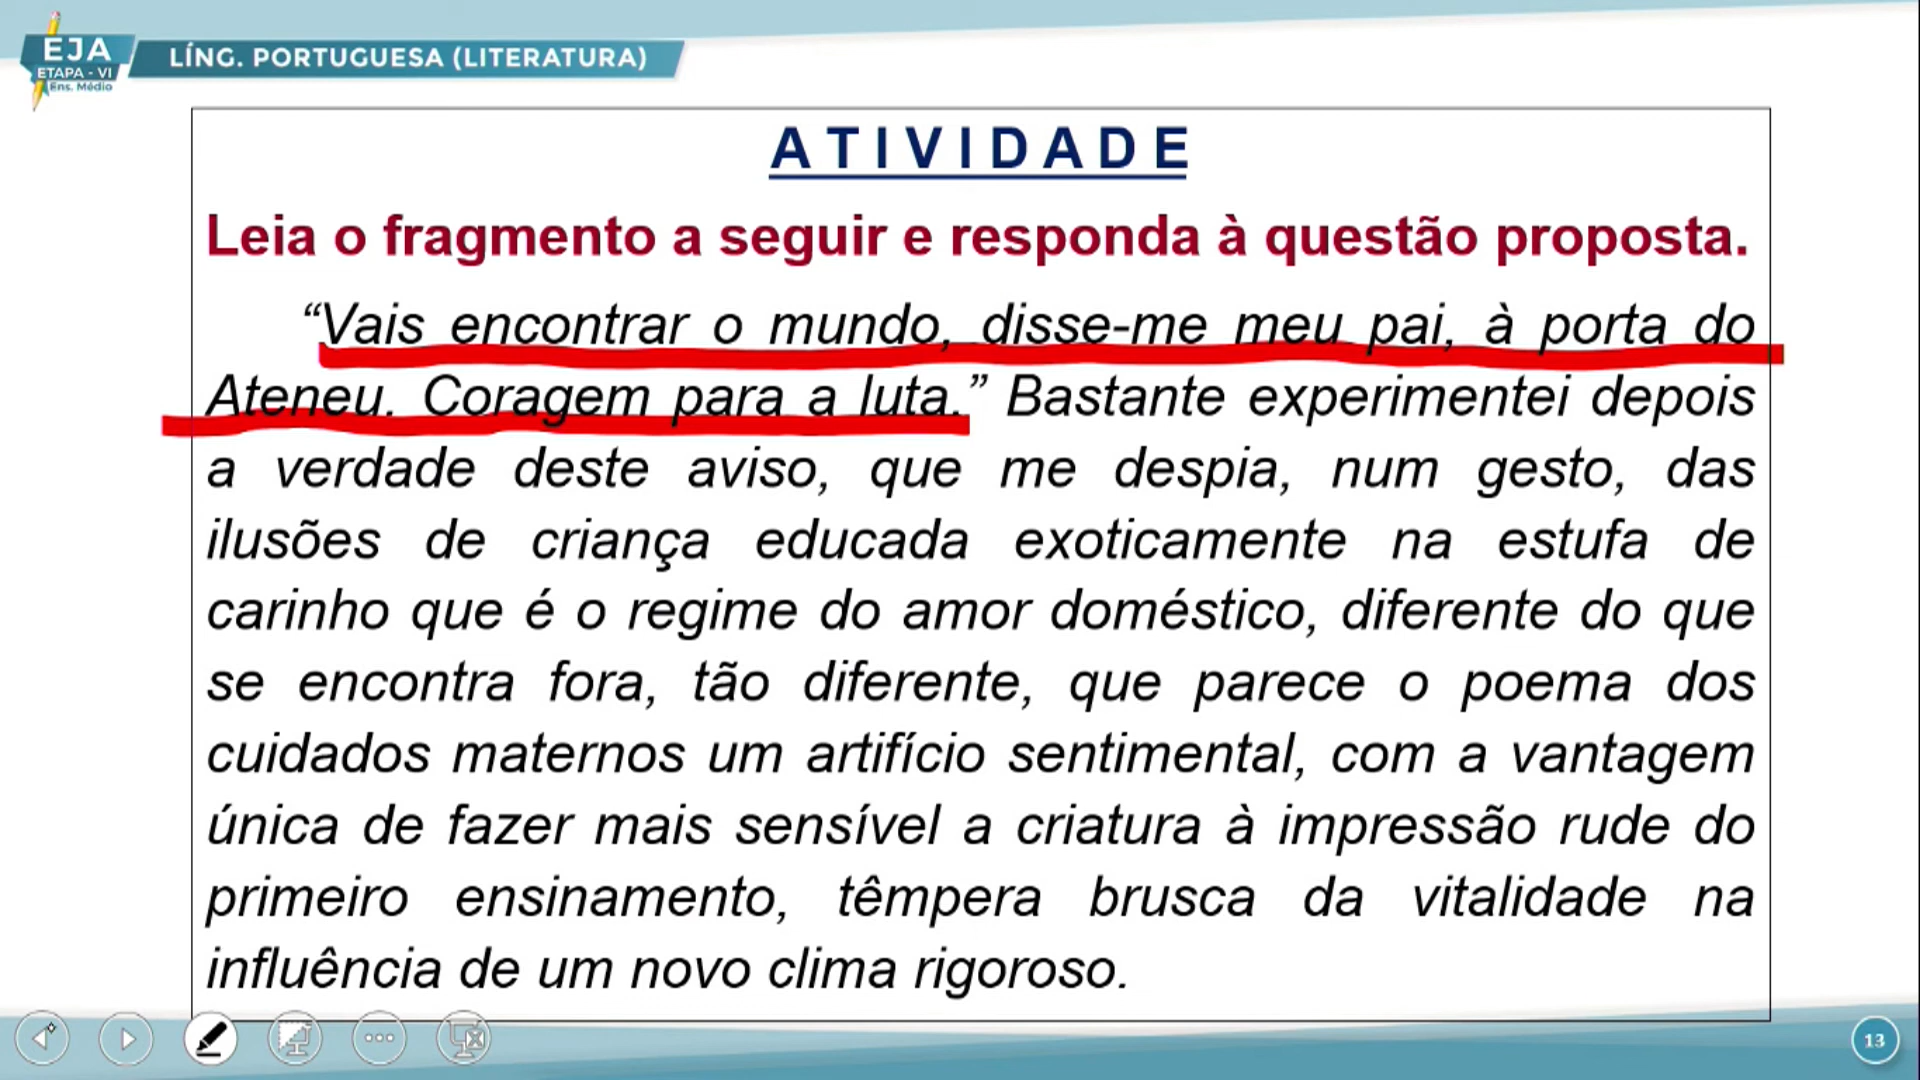 EJA
ETAPA - VI
Ens. Médio
LÍNG. PORTUGUESA (LITERATURA)
ATIVIDADE
Leia o fragmento a seguir e responda à questão proposta.
“Vais encontrar o mundo, disse-me meu pai, à porta do
Ateneu. Coragem para a luta.” Bastante experimentei depois
a verdade deste aviso, que me despia, num gesto, das
ilusões de criança educada exoticamente na estufa de
carinho que é o regime do amor doméstico, diferente do que
se encontra fora, tão diferente, que parece o poema dos
cuidados maternos um artifício sentimental, com a vantagem
única de fazer mais sensível a criatura à impressão rude do
primeiro ensinamento, têmpera brusca da vitalidade na
influência de um novo clima rigoroso.
13